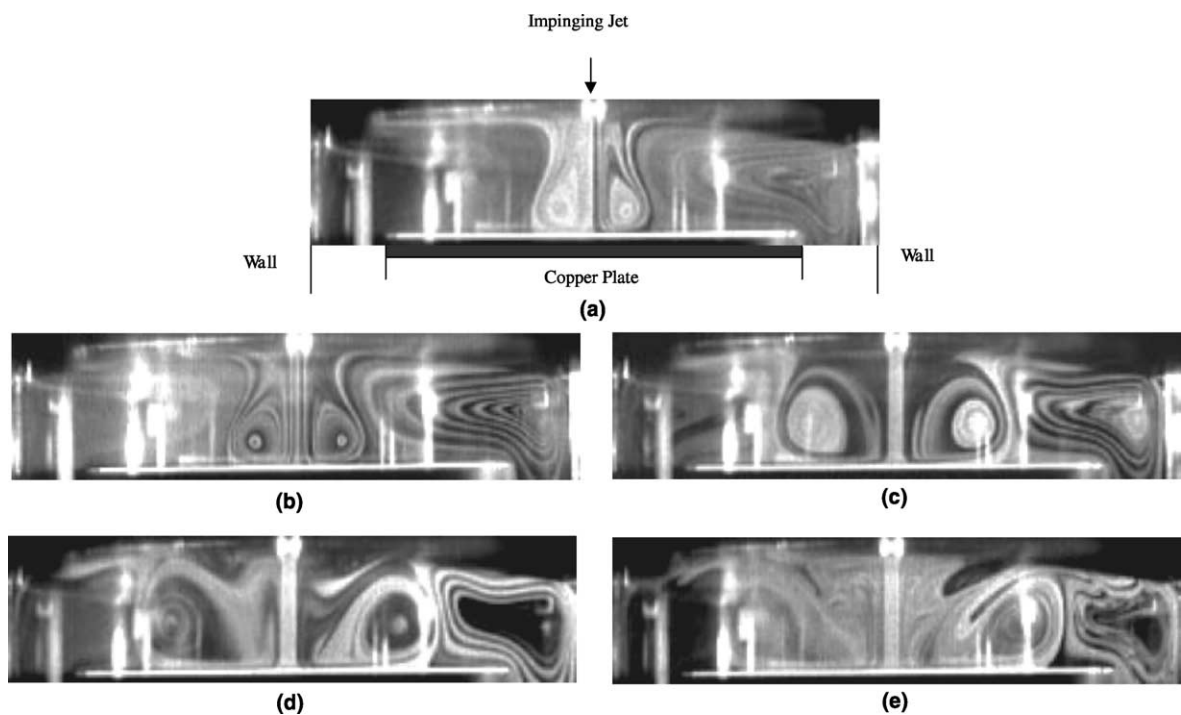 Impinging Jet
Wall
Wall
Copper Plate
(a)
(b)
(c)
(d)
(e)